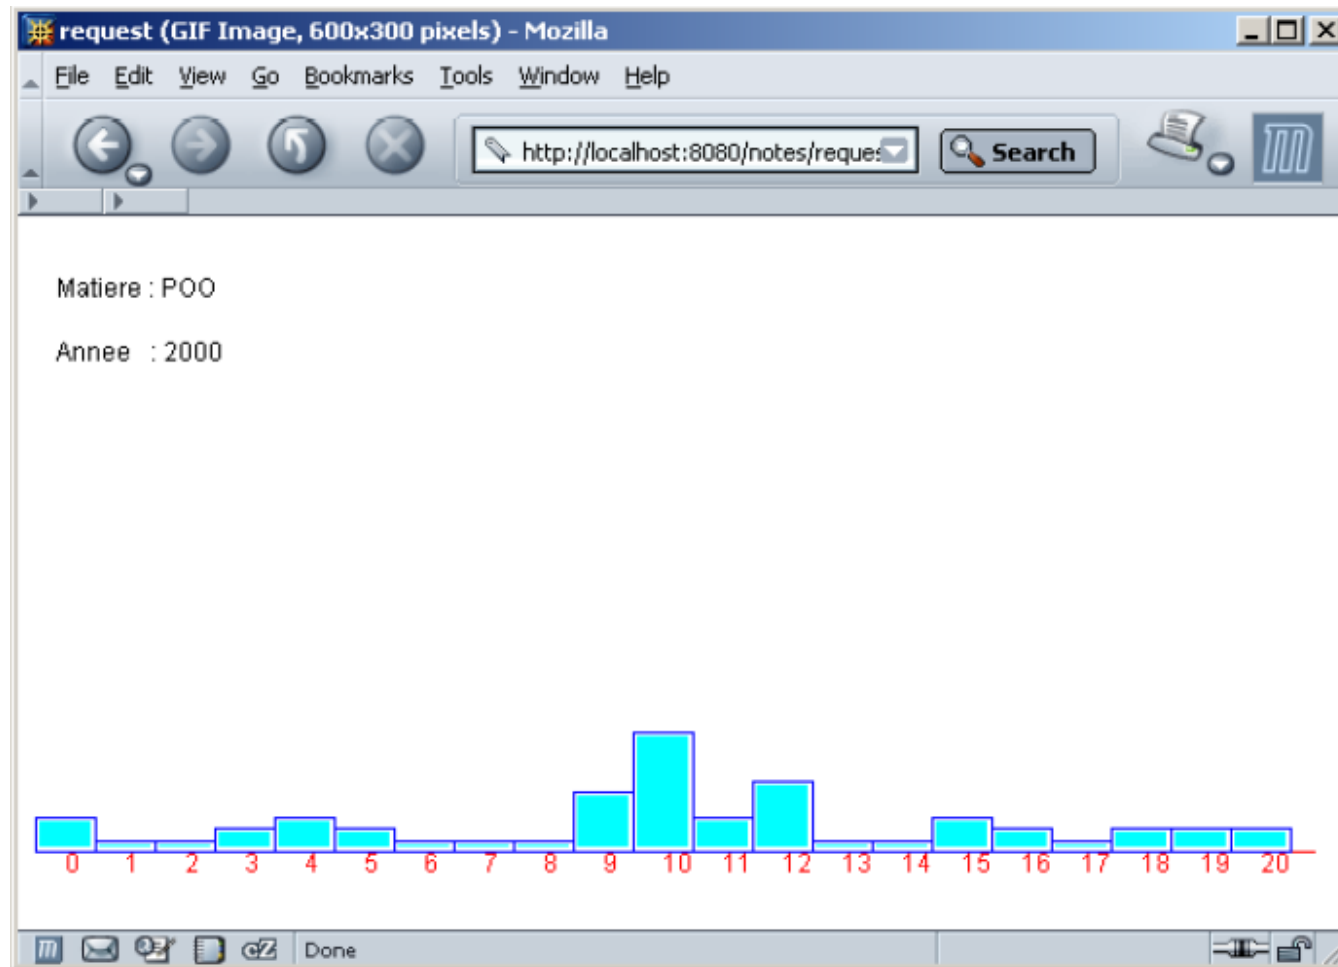 request (GIF Image, 600x300 pixels) - Mozilla
File Edit View Go Bookmarks Tools Window Help
http://localhost:8080/notes/reques Search
Matiere : POO
Annee : 2000
0 1 2 3 4 5 6 7 8 9 10 11 12 13 14 15 16 17 18 19 20
Done